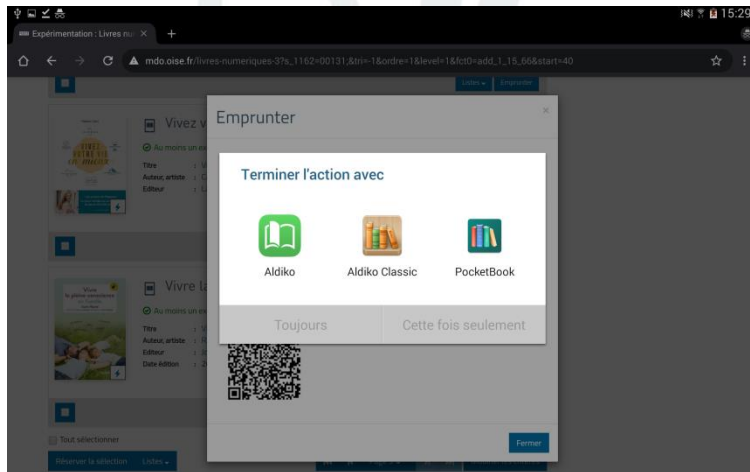 15:29
Expérimentation : Livres nu
mdo.oise.fr/livres-numeriques-3?s_1162=00131;&tri=-1&ordre=1&level=1&fct0=add_1_15_66&start=40
Listes Emprunter
Emprunter
Vivez v
Au moins un ex
Titre : V
Auteur, artiste : C
Editeur : L
Terminer l'action avec
Aldiko
Aldiko Classic
PocketBook
Toujours
Cette fois seulement
Vivre la
Au moins un ex
Titre : V
Auteur, artiste
Editeur
Date édition : 2
Fermer
Tout sélectionner
Réserver la sélection Listes